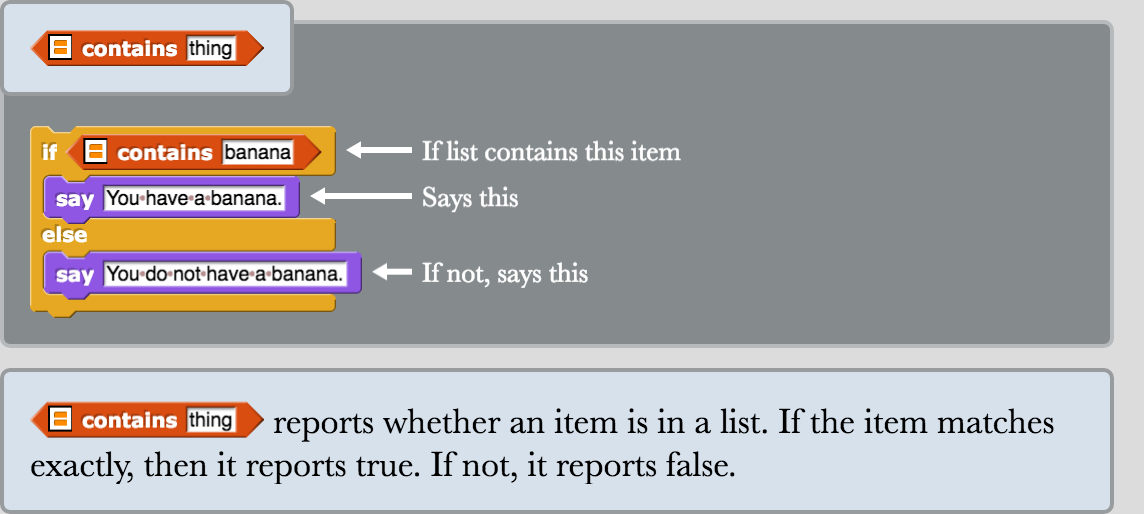 contains thing
if contains banana If list contains this item
say You have a banana. Says this
else
say You do not have a banana. If not, says this
contains thing reports whether an item is in a list. If the item matches
exactly, then it reports true. If not, it reports false.